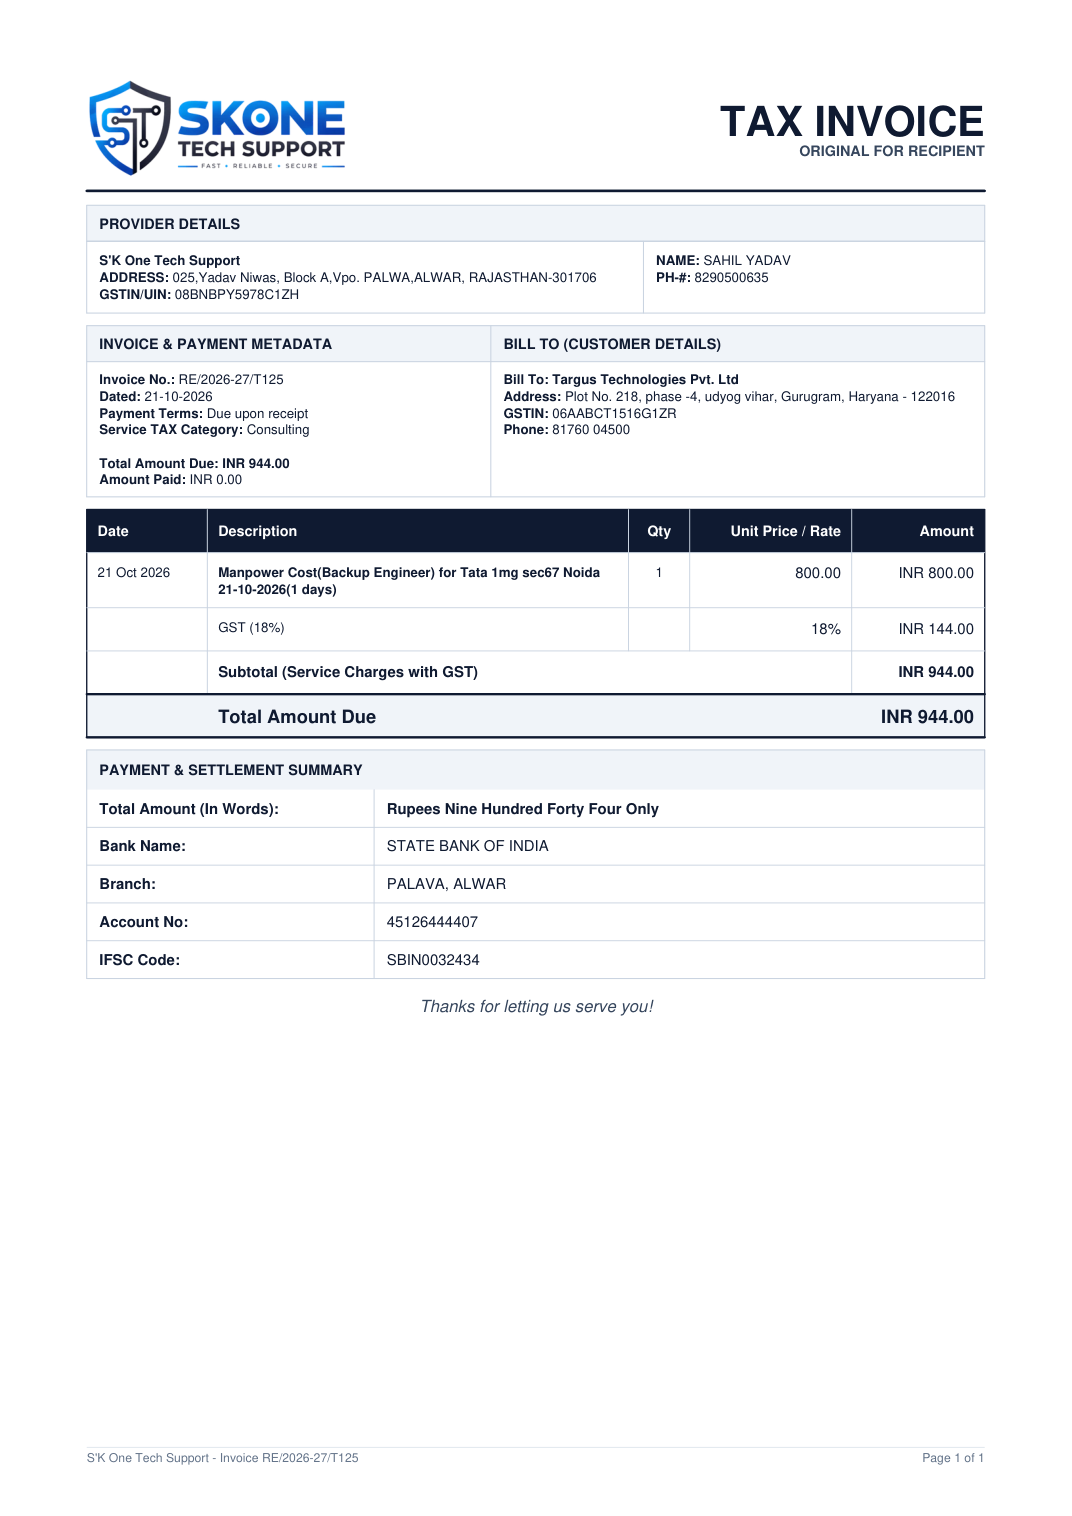 SKONE
TECH SUPPORT
FAST • RELIABLE • SECURE
TAX INVOICE
ORIGINAL FOR RECIPIENT
PROVIDER DETAILS
S'K One Tech Support
ADDRESS: 025,Yadav Niwas, Block A,Vpo. PALWA,ALWAR, RAJASTHAN-301706
GSTIN/UIN: 08BNBPY5978C1ZH
NAME: SAHIL YADAV
PH-#: 8290500635
INVOICE & PAYMENT METADATA
Invoice No.: RE/2026-27/T125
Dated: 21-10-2026
Payment Terms: Due upon receipt
Service TAX Category: Consulting
Total Amount Due: INR 944.00
Amount Paid: INR 0.00
BILL TO (CUSTOMER DETAILS)
Bill To: Targus Technologies Pvt. Ltd
Address: Plot No. 218, phase -4, udyog vihar, Gurugram, Haryana - 122016
GSTIN: 06AABCT1516G1ZR
Phone: 81760 04500
Date Description Qty Unit Price / Rate Amount
21 Oct 2026 Manpower Cost(Backup Engineer) for Tata 1mg sec67 Noida 1 800.00 INR 800.00
21-10-2026(1 days)
GST (18%) 18% INR 144.00
Subtotal (Service Charges with GST) INR 944.00
Total Amount Due INR 944.00
PAYMENT & SETTLEMENT SUMMARY
Total Amount (In Words): Rupees Nine Hundred Forty Four Only
Bank Name: STATE BANK OF INDIA
Branch: PALAVA, ALWAR
Account No: 45126444407
IFSC Code: SBIN0032434
Thanks for letting us serve you!
S'K One Tech Support - Invoice RE/2026-27/T125 Page 1 of 1